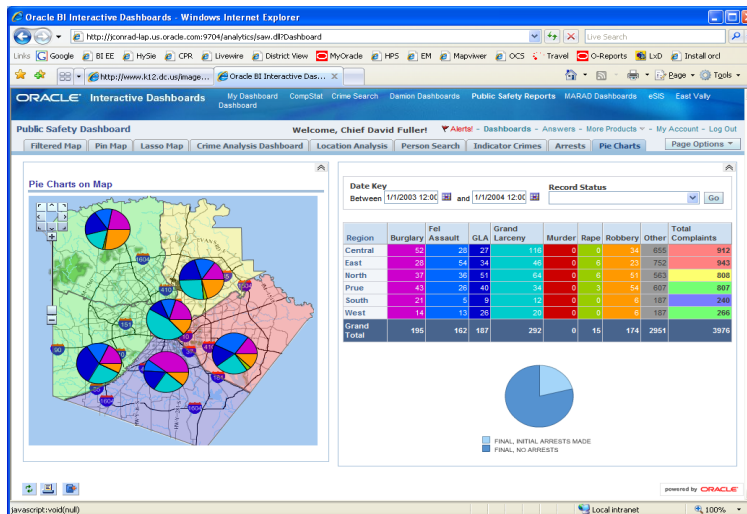 Oracle BI Interactive Dashboards - Windows Internet Explorer
http://jconrad-lap.us.oracle.com:9704/analytics/saw.dll?Dashboard
Live Search
Links Google BI EE HySie CPR Livewire District View MyOracle HPS EM Mapviwer OCS Travel O-Reports LxD Install orcl
http://www.k12.dc.us/image... Oracle BI Interactive Das... X Page Tools
ORACLE Interactive Dashboards My Dashboard CompStat Crime Search Damion Dashboards Public Safety Reports MARAD Dashboards eSIS East Vally
Dashboard
Public Safety Dashboard Welcome, Chief David Fuller! Alerts! - Dashboards - Answers - More Products - My Account - Log Out
Filtered Map Pin Map Lasso Map Crime Analysis Dashboard Location Analysis Person Search Indicator Crimes Arrests Pie Charts Page Options
Pie Charts on Map
1604
410
151
90
1604
184
1604
Date Key Record Status
Between 1/1/2003 12:00 and 1/1/2004 12:00 Go
Region Burglary Fel Assault GLA Grand Larceny Murder Rape Robbery Other Total Complaints
Central 52 28 27 116 0 0 34 655 912
East 28 54 34 46 0 6 23 752 943
North 37 36 51 64 0 6 51 563 808
Prue 43 26 40 34 0 3 54 607 807
South 21 5 9 12 0 0 6 187 240
West 14 13 26 20 0 0 6 187 266
Grand Total 195 162 187 292 0 15 174 2951 3976
FINAL, INITIAL ARRESTS MADE
FINAL, NO ARRESTS
powered by ORACLE
javascript:void(null) Local intranet 100%